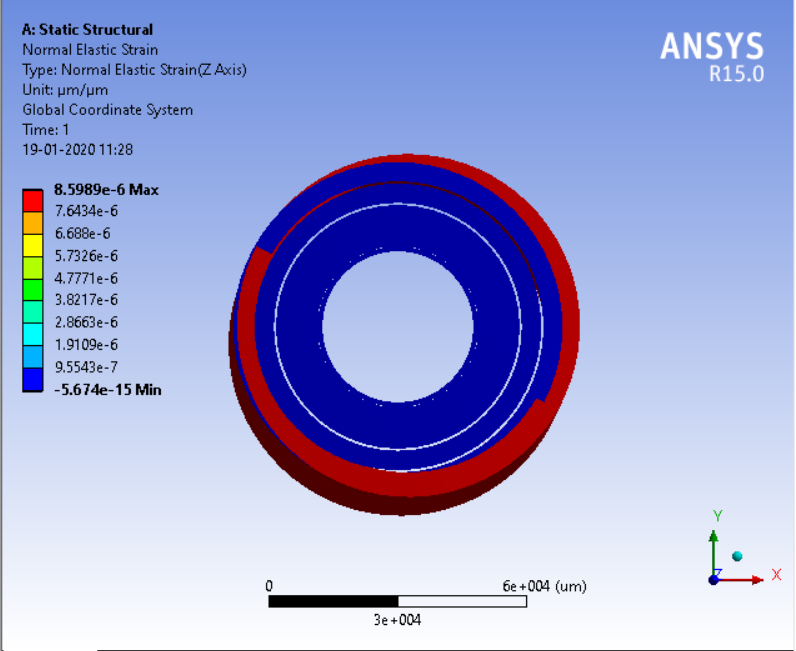 A: Static Structural
Normal Elastic Strain
Type: Normal Elastic Strain(Z Axis)
Unit: µm/µm
Global Coordinate System
Time: 1
19-01-2020 11:28
ANSYS
R15.0
8.5989e-6 Max
7.6434e-6
6.688e-6
5.7326e-6
4.7771e-6
3.8217e-6
2.8663e-6
1.9109e-6
9.5543e-7
-5.674e-15 Min
Y
Z
X
0
6e+004 (um)
3e+004